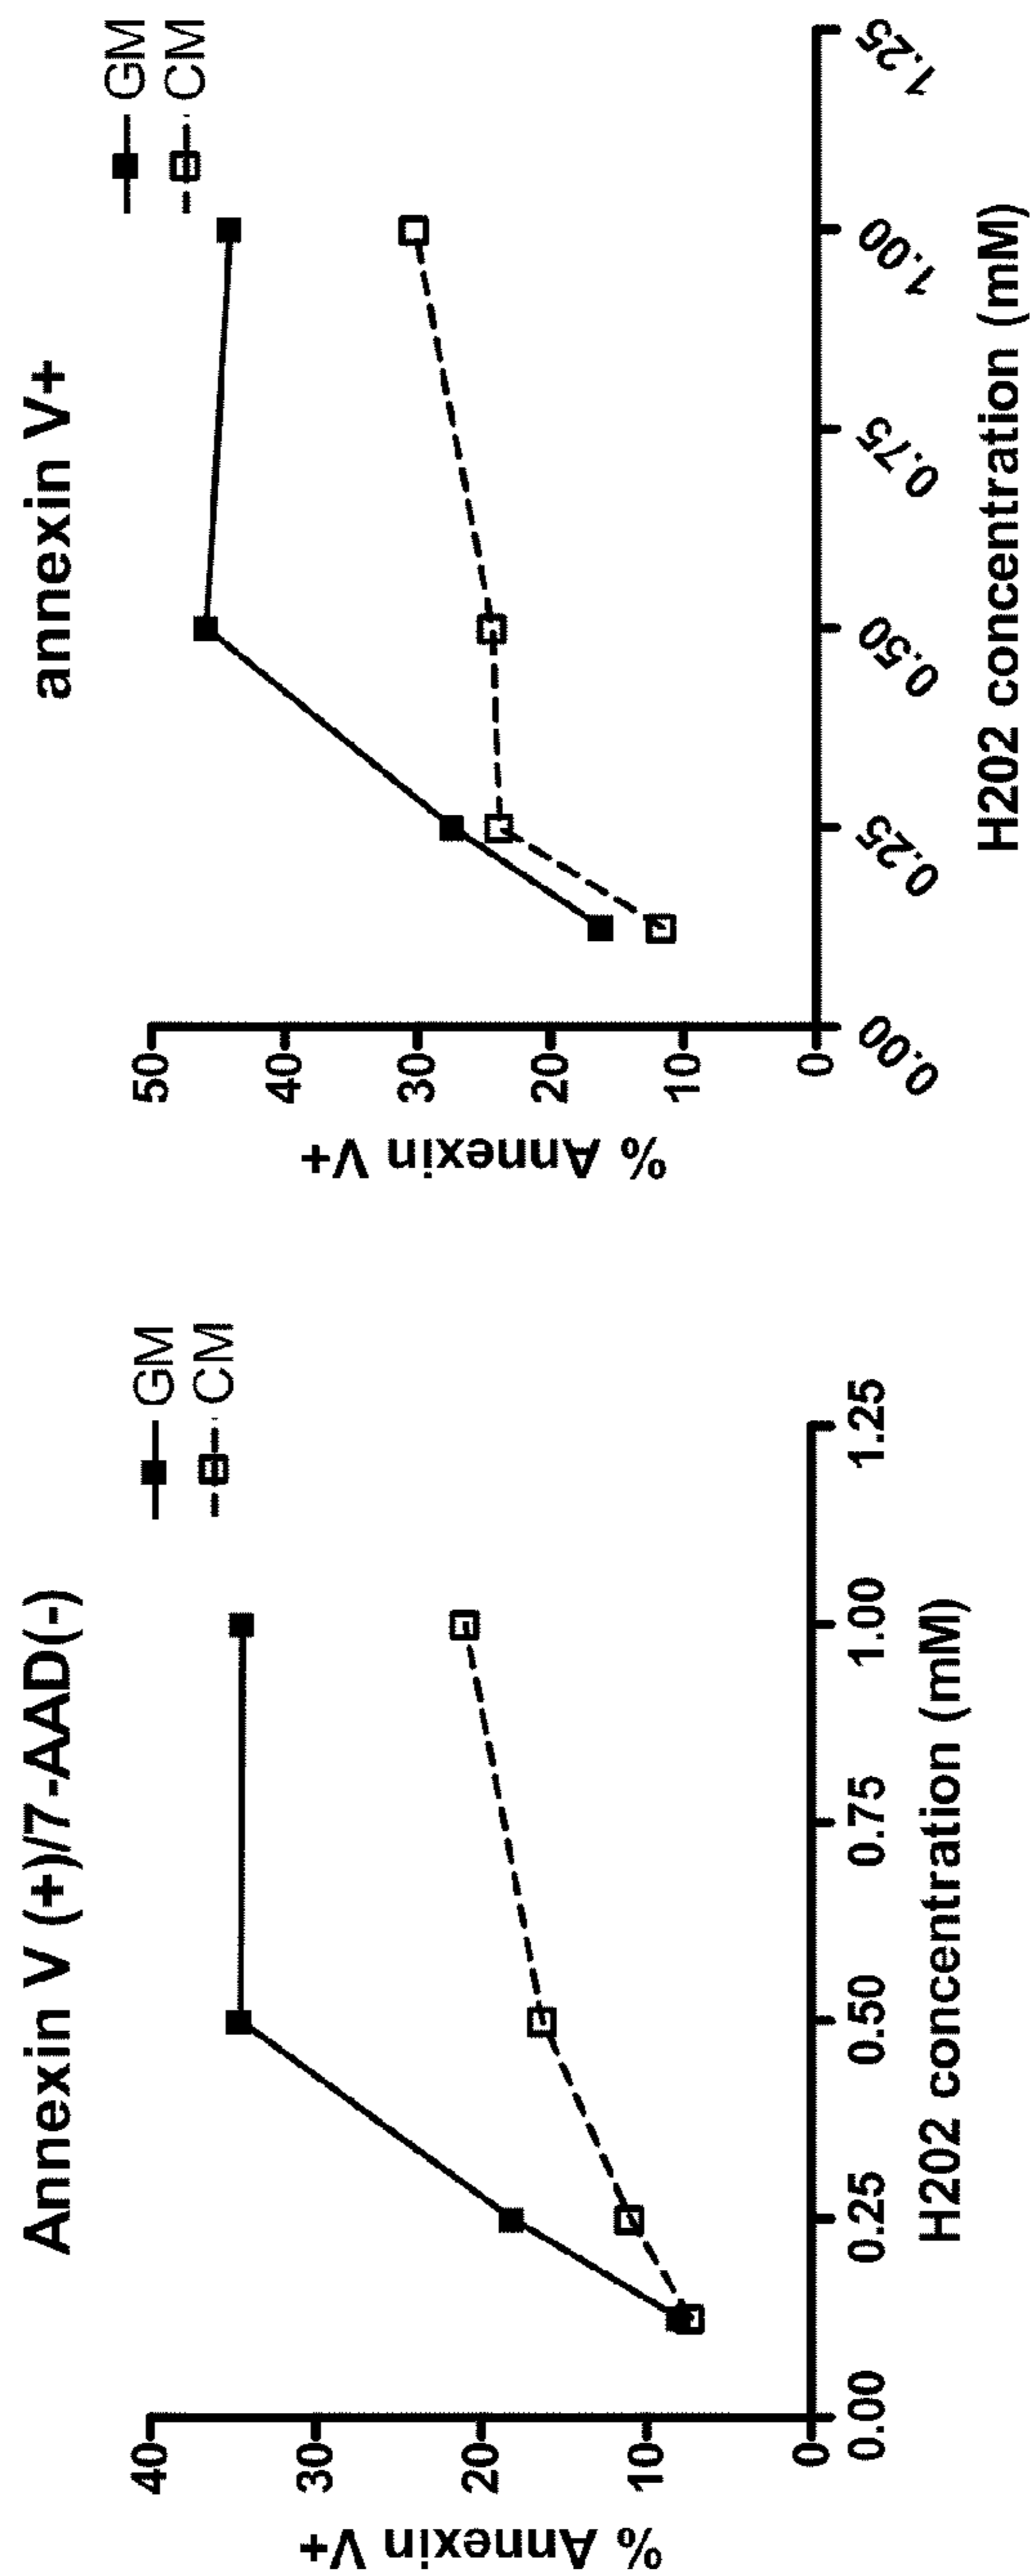 Annexin V (+)/7-AAD(-)
GM
CM
% Annexin V+
40
30
20
10
0
0.00 0.25 0.50 0.75 1.00 1.25
H202 concentration (mM)
annexin V+
GM
CM
% Annexin V+
50
40
30
20
10
0
0.00 0.25 0.50 0.75 1.00 1.25
H202 concentration (mM)